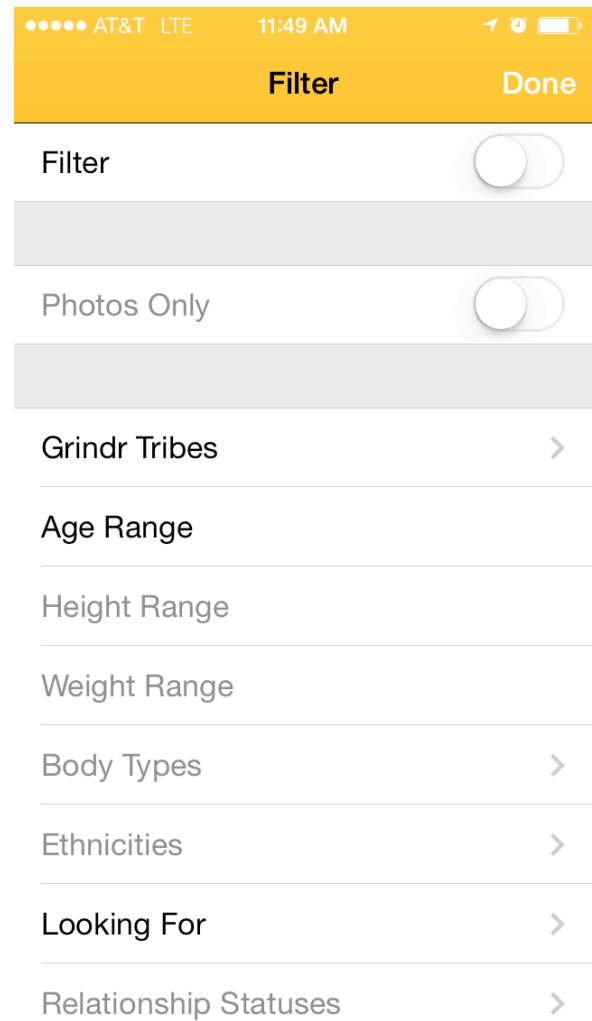 AT&T LTE 11:49 AM
Filter Done
Filter
Photos Only
Grindr Tribes
Age Range
Height Range
Weight Range
Body Types
Ethnicities
Looking For
Relationship Statuses